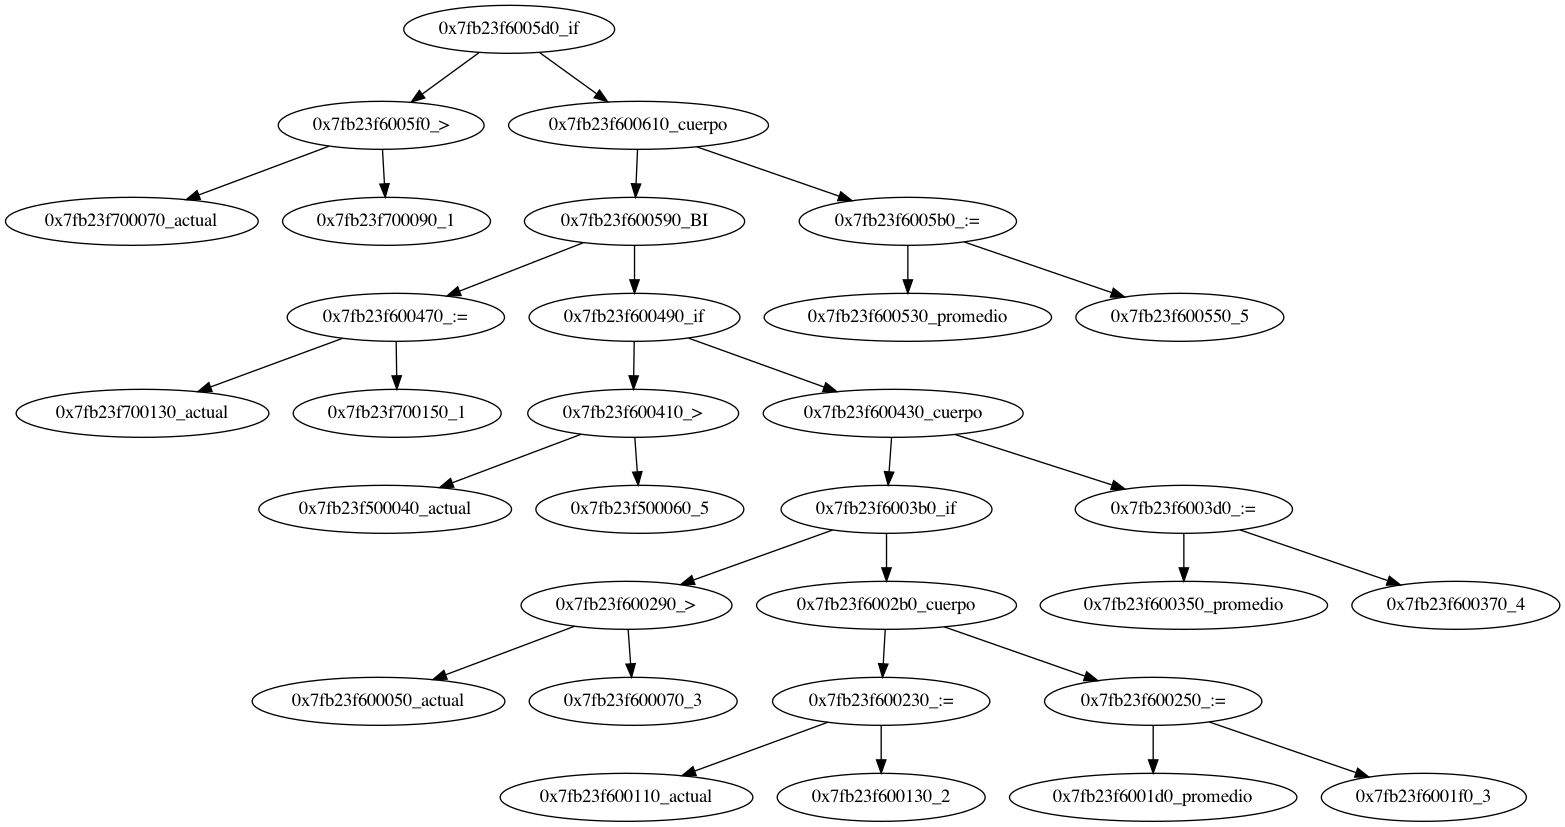 0x7fb23f6005d0_if
0x7fb23f6005f0_>
0x7fb23f600610_cuerpo
0x7fb23f700070_actual
0x7fb23f700090_1
0x7fb23f600590_BI
0x7fb23f6005b0_:=
0x7fb23f600470_:=
0x7fb23f600490_if
0x7fb23f600530_promedio
0x7fb23f600550_5
0x7fb23f700130_actual
0x7fb23f700150_1
0x7fb23f600410_>
0x7fb23f600430_cuerpo
0x7fb23f500040_actual
0x7fb23f500060_5
0x7fb23f6003b0_if
0x7fb23f6003d0_:=
0x7fb23f600290_>
0x7fb23f6002b0_cuerpo
0x7fb23f600350_promedio
0x7fb23f600370_4
0x7fb23f600050_actual
0x7fb23f600070_3
0x7fb23f600230_:=
0x7fb23f600250_:=
0x7fb23f600110_actual
0x7fb23f600130_2
0x7fb23f6001d0_promedio
0x7fb23f6001f0_3